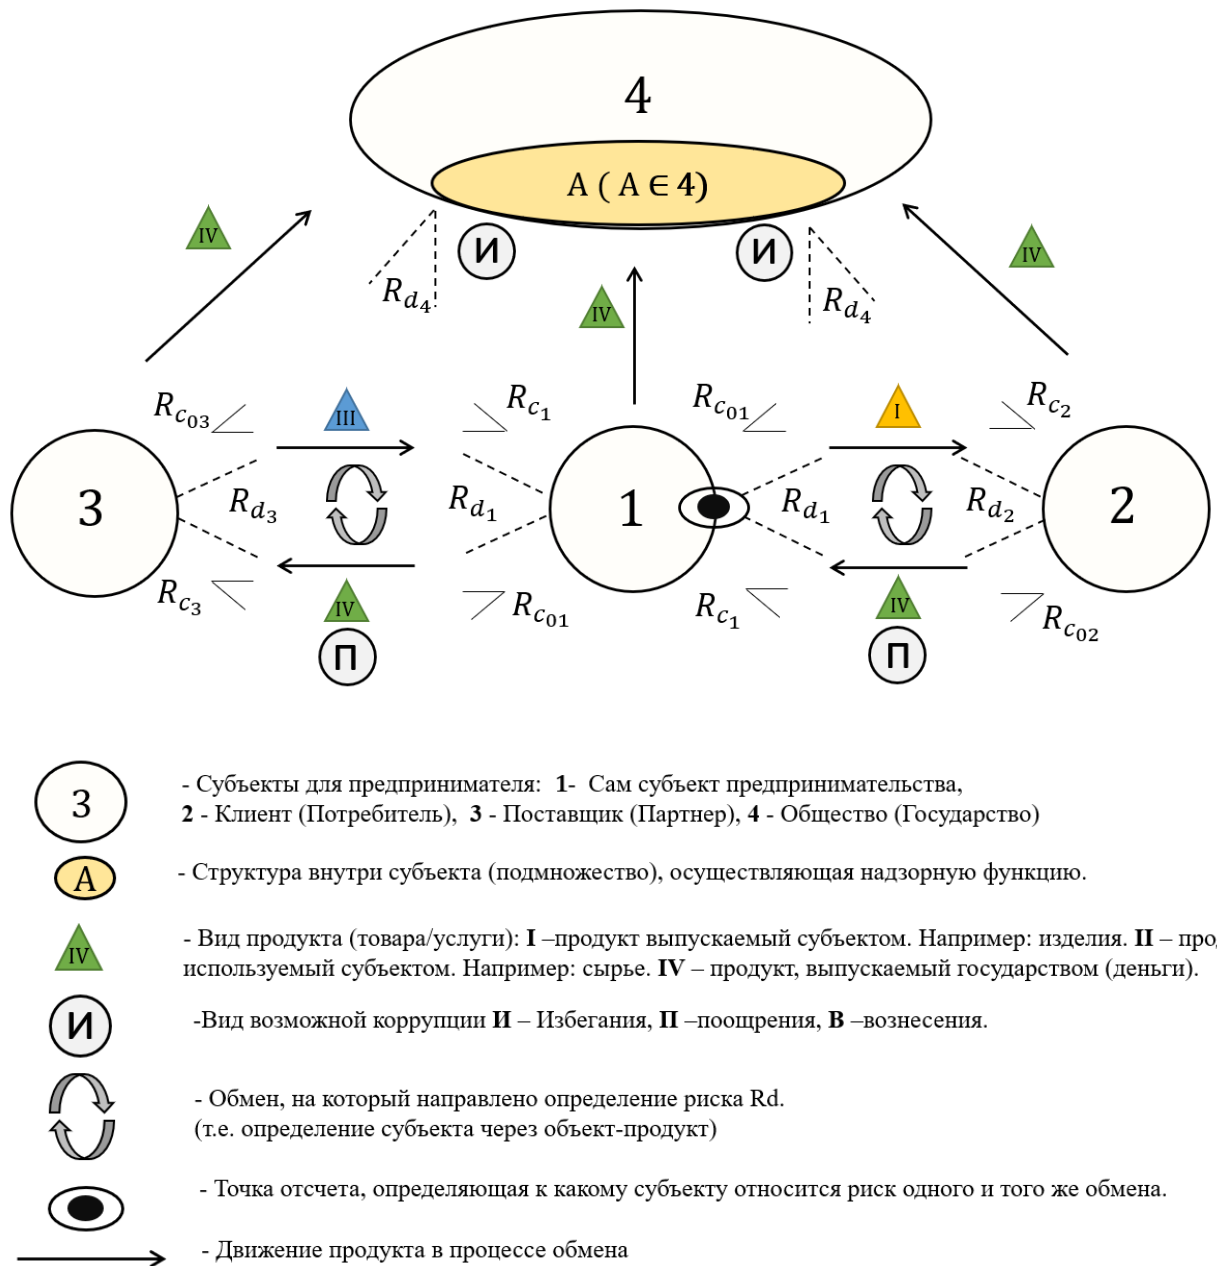 4
А ( А ∈ 4)
IV
И
И
IV
R_{d_4}
IV
R_{d_4}
R_{c_{03}}
III
R_{c_1}
R_{c_{01}}
I
R_{c_2}
3
R_{d_3}
R_{d_1}
1
R_{d_1}
R_{d_2}
2
R_{c_3}
IV
R_{c_{01}}
R_{c_1}
IV
R_{c_{02}}
П
П
3
- Субъекты для предпринимателя: 1- Сам субъект предпринимательства,
2 - Клиент (Потребитель), 3 - Поставщик (Партнер), 4 - Общество (Государство)
А
- Структура внутри субъекта (подмножество), осуществляющая надзорную функцию.
IV
- Вид продукта (товара/услуги): I –продукт выпускаемый субъектом. Например: изделия. II –
используемый субъектом. Например: сырье. IV – продукт, выпускаемый государством (деньги).
И
-Вид возможной коррупции И – Избегания, П –поощрения, В –вознесения.
- Обмен, на который направлено определение риска Rd.
(т.е. определение субъекта через объект-продукт)
- Точка отсчета, определяющая к какому субъекту относится риск одного и того же обмена.
- Движение продукта в процессе обмена